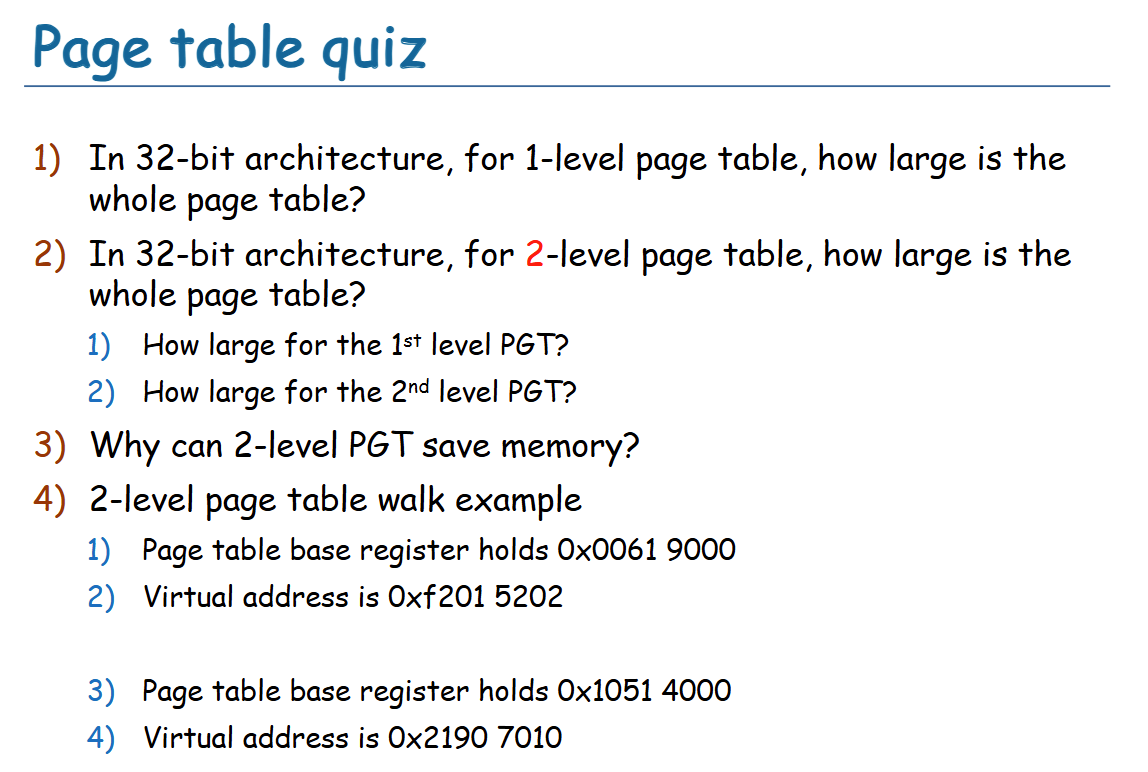 Page table quiz
1) In 32-bit architecture, for 1-level page table, how large is the
whole page table?
2) In 32-bit architecture, for 2-level page table, how large is the
whole page table?
1) How large for the 1st level PGT?
2) How large for the 2nd level PGT?
3) Why can 2-level PGT save memory?
4) 2-level page table walk example
1) Page table base register holds 0x0061 9000
2) Virtual address is 0xf201 5202
3) Page table base register holds 0x1051 4000
4) Virtual address is 0x2190 7010